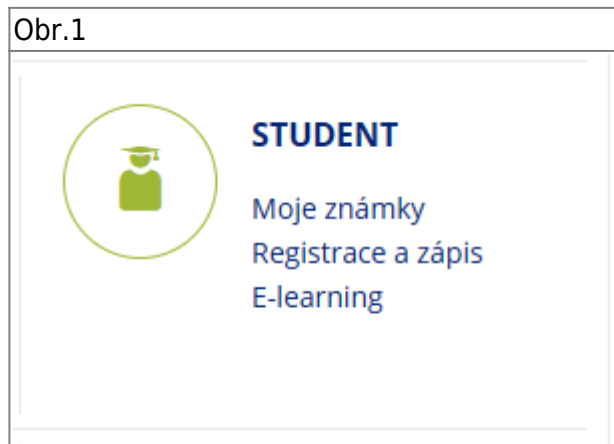 Obr.1
STUDENT
Moje známky
Registrace a zápis
E-learning